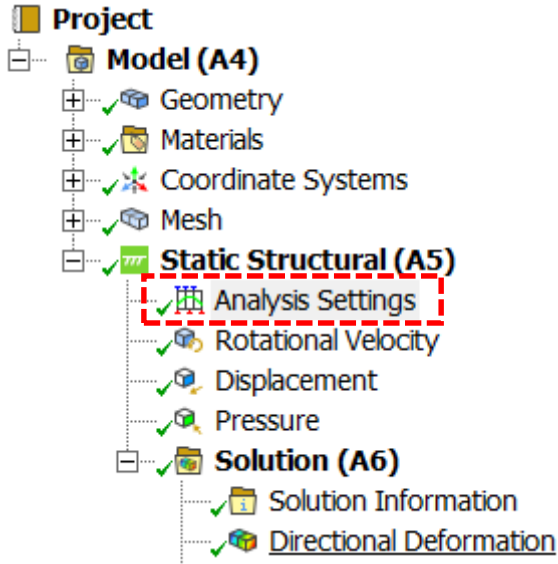 Project
Model (A4)
Geometry
Materials
Coordinate Systems
Mesh
Static Structural (A5)
Analysis Settings
Rotational Velocity
Displacement
Pressure
Solution (A6)
Solution Information
Directional Deformation